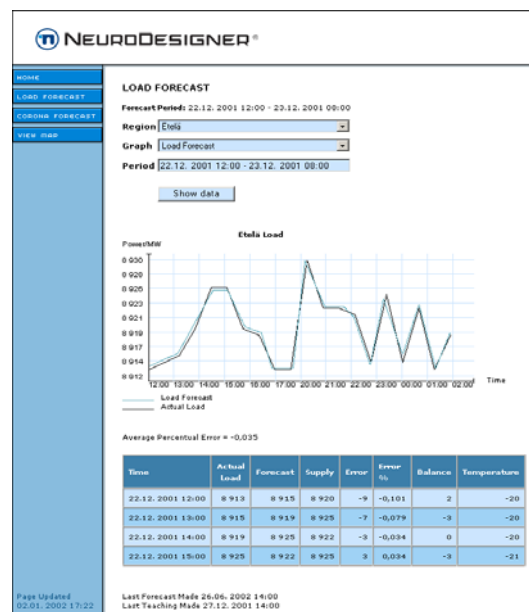 NEURODESIGNER®
HOME
LOAD FORECAST
CORONA FORECAST
VIEW MAP
LOAD FORECAST
Forecast Period: 22.12. 2001 12:00 - 23.12. 2001 08:00
Region Etelä
Graph Load Forecast
Period 22.12. 2001 12:00 - 23.12. 2001 08:00
Show data
Etelä Load
Power/MW
8 930
8 928
8 925
8 923
8 921
8 919
8 917
8 914
8 912
12:00 13:00 14:00 15:00 16:00 17:00 20:00 21:00 22:00 23:00 00:00 01:00 02:00
Time
Load Forecast
Actual Load
Average Percentual Error = -0,035
Time Actual Load Forecast Supply Error Error % Balance Temperature
22.12. 2001 12:00 8 913 8 915 8 920 -9 -0,101 2 -20
22.12. 2001 13:00 8 915 8 919 8 925 -7 -0,079 -3 -20
22.12. 2001 14:00 8 919 8 925 8 922 -3 -0,034 0 -20
22.12. 2001 15:00 8 925 8 922 8 925 3 0,034 -3 -21
Page Updated
02.01. 2002 17:22
Last Forecast Made 26.06. 2002 14:00
Last Teaching Made 27.12. 2001 14:00